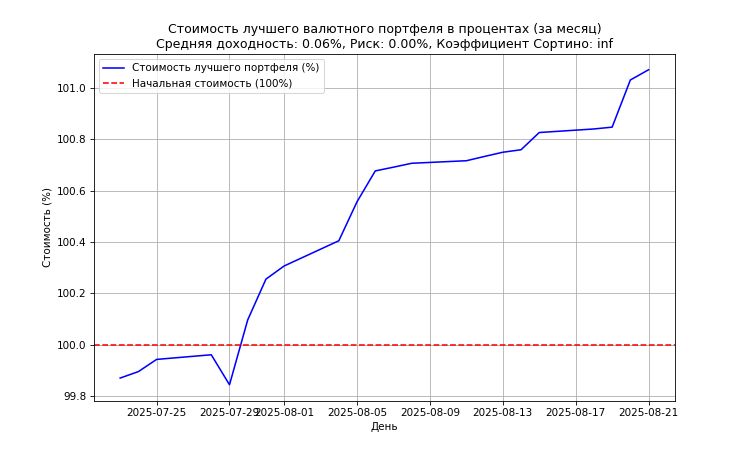 Стоимость лучшего валютного портфеля в процентах (за месяц)
Средняя доходность: 0.06%, Риск: 0.00%, Коэффициент Сортино: inf
Стоимость лучшего портфеля (%)
Начальная стоимость (100%)
Стоимость (%)
101.0
100.8
100.6
100.4
100.2
100.0
99.8
2025-07-25 2025-07-29 2025-08-01 2025-08-05 2025-08-09 2025-08-13 2025-08-17 2025-08-21
День